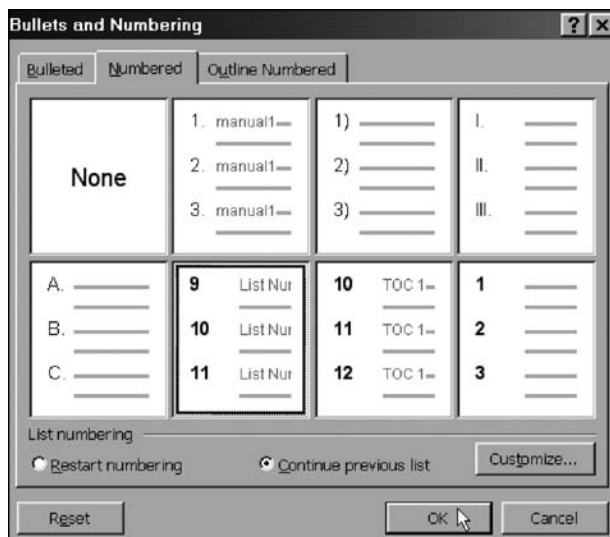 Bullets and Numbering
Bulleted Numbered Outline Numbered
None
1. manual1
2. manual1
3. manual1
1)
2)
3)
I.
II.
III.
A.
B.
C.
9 List Nur
10 List Nur
11 List Nur
10 TOC 1
11 TOC 1
12 TOC 1
1
2
3
List numbering
Restart numbering Continue previous list Customize...
Reset OK Cancel